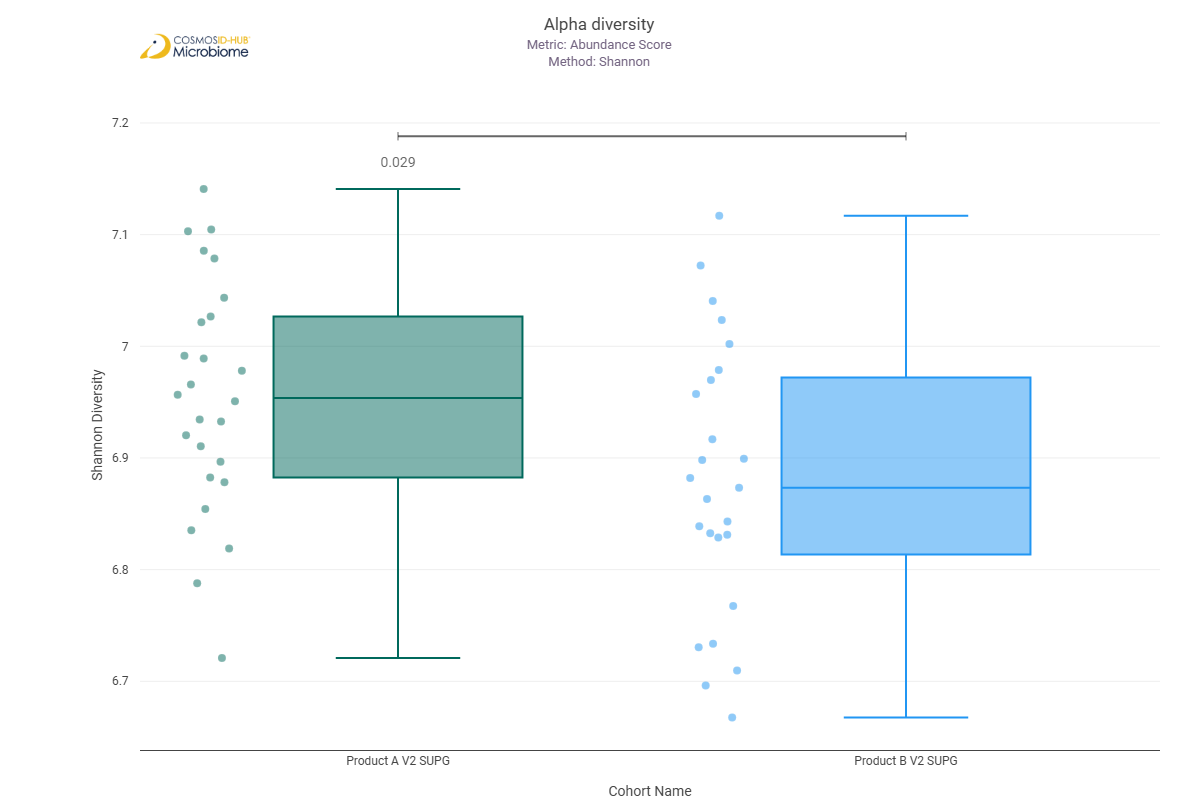 Alpha diversity
Metric: Abundance Score
Method: Shannon
COSMOSID-HUB®
Microbiome
7.2
0.029
7.1
7
6.9
6.8
6.7
Shannon Diversity
Product A V2 SUPG
Product B V2 SUPG
Cohort Name